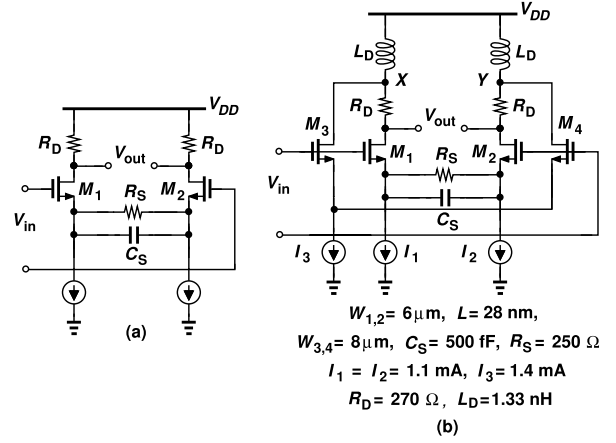 V_DD
L_D L_D
X Y
R_D R_D
M_3 V_out M_4
M_1 M_2
R_S
V_in
C_S
I_3 I_1 I_2
V_DD
R_D R_D
V_out
M_1 M_2
R_S
V_in
C_S
(a)
W_1,2 = 6 μm, L = 28 nm,
W_3,4 = 8 μm, C_S = 500 fF, R_S = 250 Ω
I_1 = I_2 = 1.1 mA, I_3 = 1.4 mA
R_D = 270 Ω, L_D = 1.33 nH
(b)